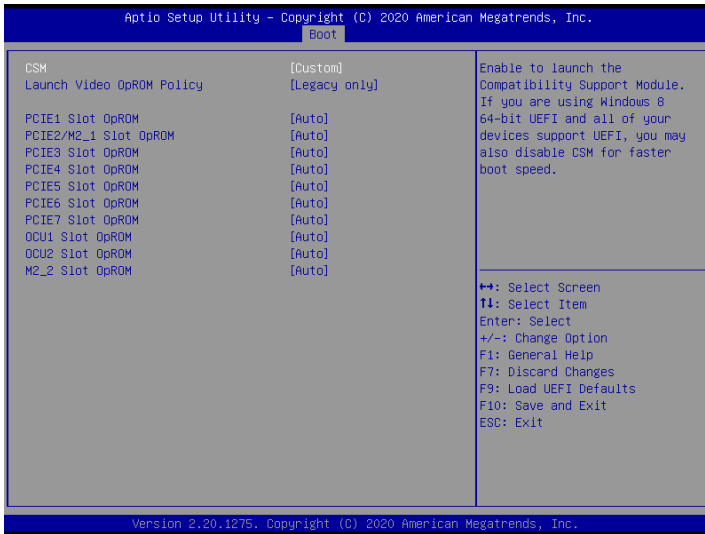 Aptio Setup Utility – Copyright (C) 2020 American Megatrends, Inc.
Boot
CSM [Custom]
Launch Video OpROM Policy [Legacy only]
PCIE1 Slot OpROM [Auto]
PCIE2/M2_1 Slot OpROM [Auto]
PCIE3 Slot OpROM [Auto]
PCIE4 Slot OpROM [Auto]
PCIE5 Slot OpROM [Auto]
PCIE6 Slot OpROM [Auto]
PCIE7 Slot OpROM [Auto]
OCU1 Slot OpROM [Auto]
OCU2 Slot OpROM [Auto]
M2_2 Slot OpROM [Auto]
Enable to launch the
Compatibility Support Module.
If you are using Windows 8
64-bit UEFI and all of your
devices support UEFI, you may
also disable CSM for faster
boot speed.
↔: Select Screen
↑↓: Select Item
Enter: Select
+/-: Change Option
F1: General Help
F7: Discard Changes
F9: Load UEFI Defaults
F10: Save and Exit
ESC: Exit
Version 2.20.1275. Copyright (C) 2020 American Megatrends, Inc.